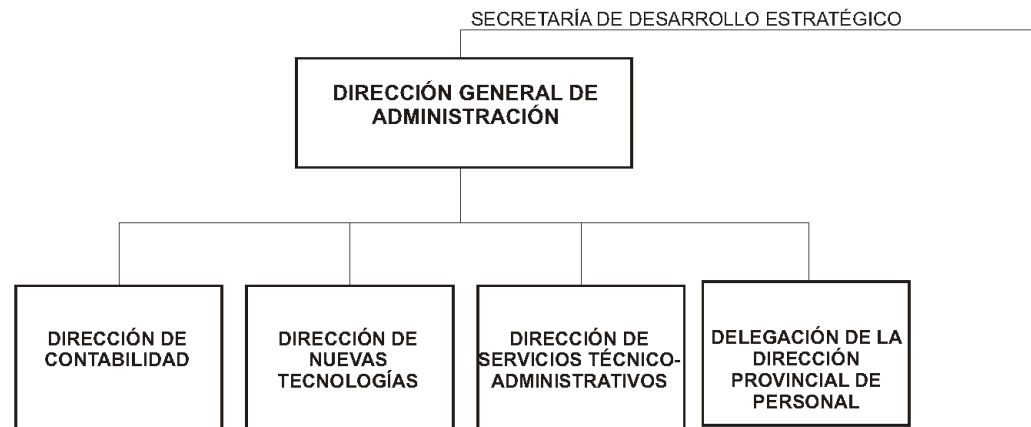 SECRETARÍA DE DESARROLLO ESTRATÉGICO
DIRECCIÓN GENERAL DE
ADMINISTRACIÓN
DIRECCIÓN DE
CONTABILIDAD
DIRECCIÓN DE
NUEVAS
TECNOLOGÍAS
DIRECCIÓN DE
SERVICIOS TÉCNICO-
ADMINISTRATIVOS
DELEGACIÓN DE LA
DIRECCIÓN
PROVINCIAL DE
PERSONAL